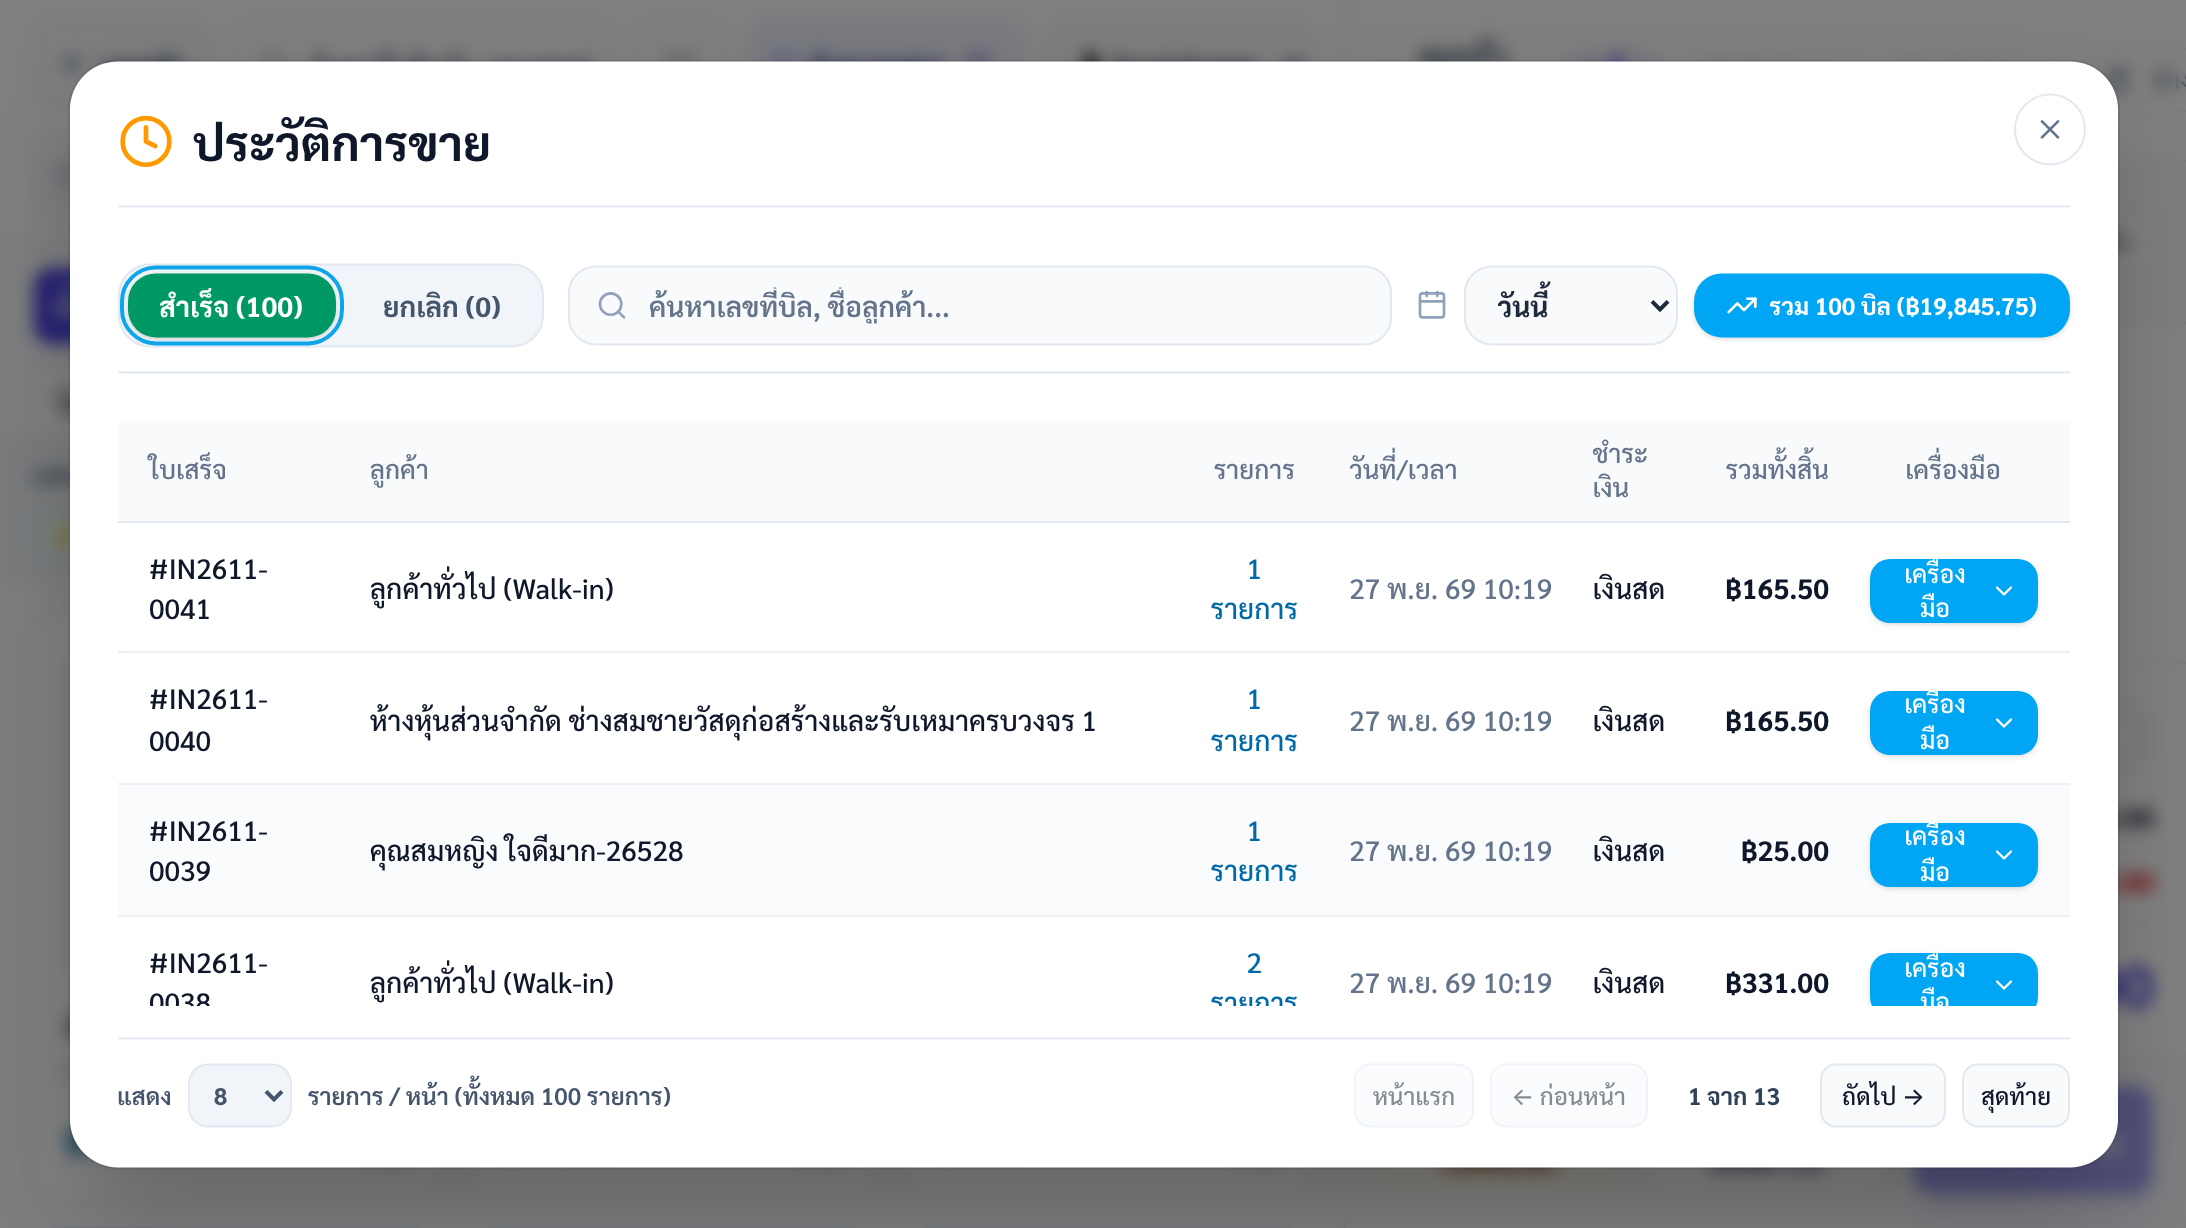 ประวัติการขาย
สำเร็จ (100)
ยกเลิก (0)
ค้นหาเลขที่บิล, ชื่อลูกค้า...
วันนี้
รวม 100 บิล (฿19,845.75)
ใบเสร็จ
ลูกค้า
รายการ
วันที่/เวลา
ชำระ
เงิน
รวมทั้งสิ้น
เครื่องมือ
#IN2611-
0041
ลูกค้าทั่วไป (Walk-in)
1
รายการ
27 พ.ย. 69 10:19
เงินสด
฿165.50
เครื่อง
มือ
#IN2611-
0040
ห้างหุ้นส่วนจำกัด ช่างสมชายวัสดุก่อสร้างและรับเหมาครบวงจร 1
1
รายการ
27 พ.ย. 69 10:19
เงินสด
฿165.50
เครื่อง
มือ
#IN2611-
0039
คุณสมหญิง ใจดีมาก-26528
1
รายการ
27 พ.ย. 69 10:19
เงินสด
฿25.00
เครื่อง
มือ
#IN2611-
0038
ลูกค้าทั่วไป (Walk-in)
2
รายการ
27 พ.ย. 69 10:19
เงินสด
฿331.00
เครื่อง
มือ
แสดง
8
รายการ / หน้า (ทั้งหมด 100 รายการ)
หน้าแรก
← ก่อนหน้า
1 จาก 13
ถัดไป →
สุดท้าย